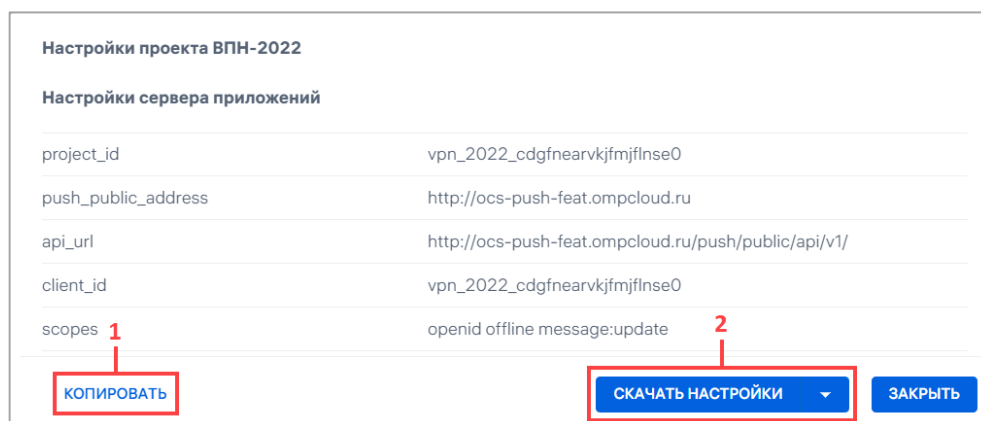 Настройки проекта ВПН-2022
Настройки сервера приложений
project_id vpn_2022_cdgfnearvkjfmjflnse0
push_public_address http://ocs-push-feat.ompcloud.ru
api_url http://ocs-push-feat.ompcloud.ru/push/public/api/v1/
client_id vpn_2022_cdgfnearvkjfmjflnse0
scopes openid offline message:update
1 2
КОПИРОВАТЬ СКАЧАТЬ НАСТРОЙКИ ЗАКРЫТЬ